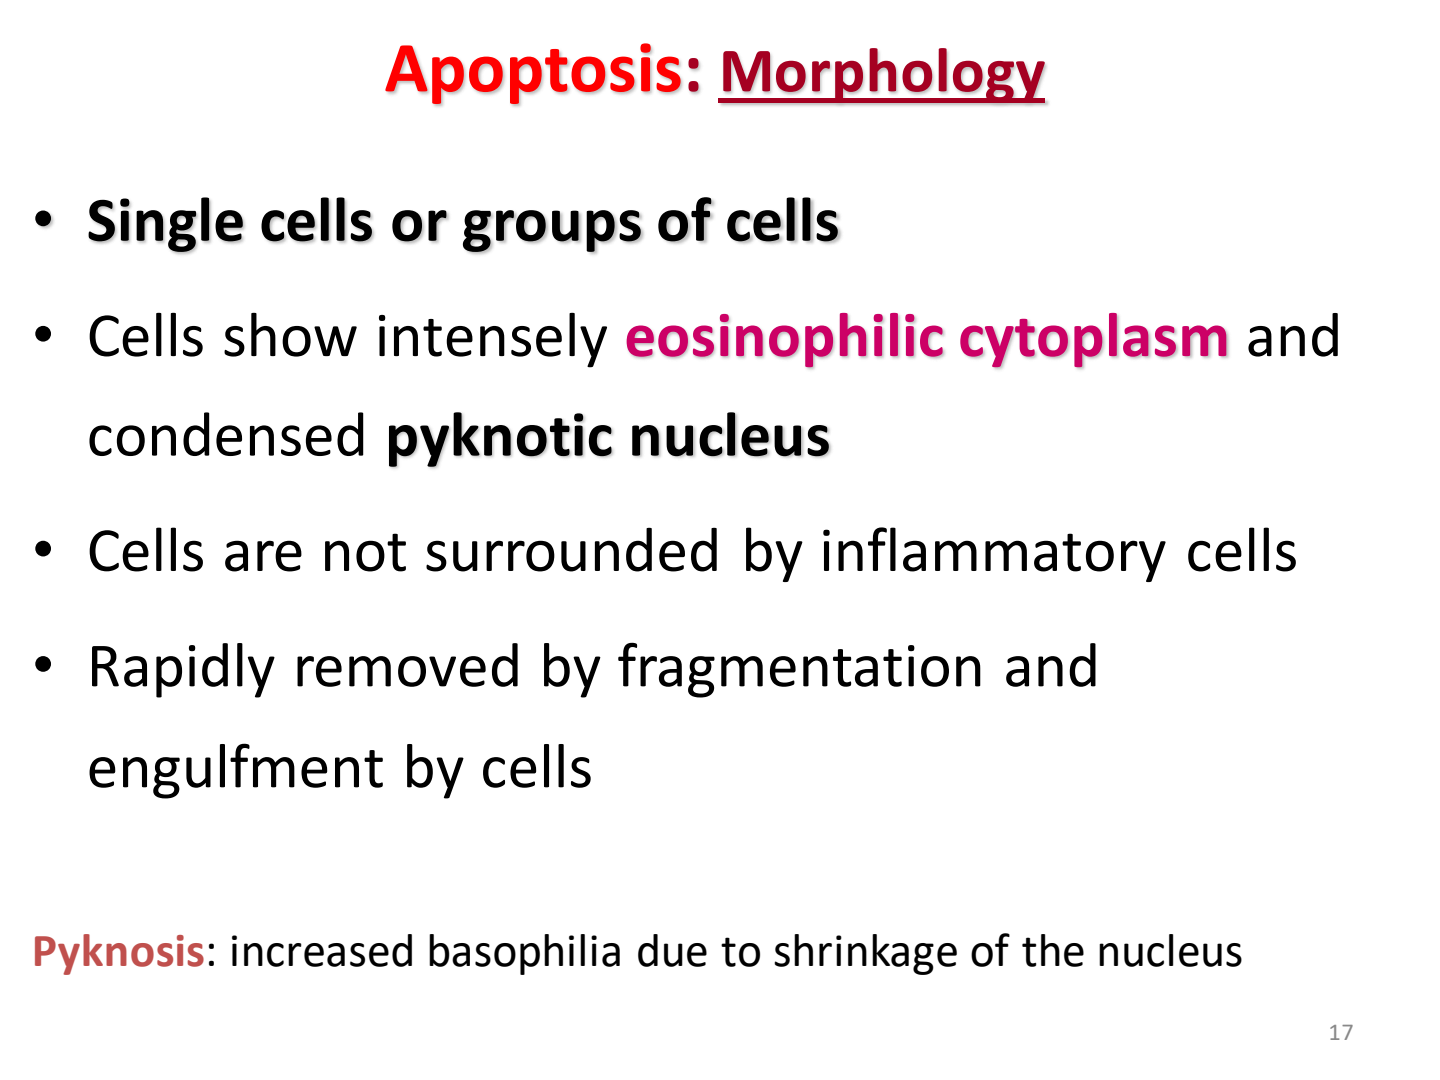 Apoptosis: Morphology
• Single cells or groups of cells
• Cells show intensely eosinophilic cytoplasm and
condensed pyknotic nucleus
• Cells are not surrounded by inflammatory cells
• Rapidly removed by fragmentation and
engulfment by cells
Pyknosis: increased basophilia due to shrinkage of the nucleus
17